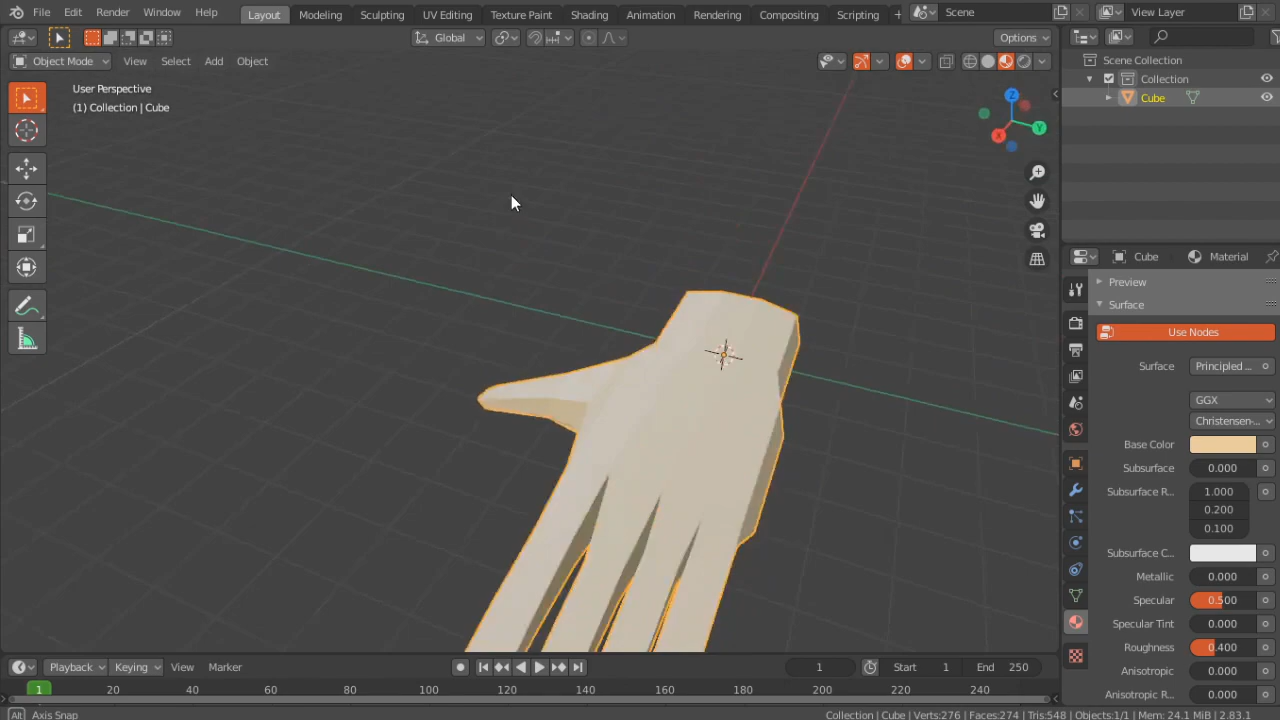 File Edit Render Window Help Layout Modeling Sculpting UV Editing Texture Paint Shading Animation Rendering Compositing Scripting + Scene View Layer
Global Options
Object Mode View Select Add Object
User Perspective
(1) Collection | Cube
Z
Y
X
Scene Collection
Collection
Cube
Cube Material
Preview
Surface
Use Nodes
Surface Principled ...
GGX
Christensen-...
Base Color
Subsurface 0.000
Subsurface R... 1.000
0.200
0.100
Subsurface C...
Metallic 0.000
Specular 0.500
Specular Tint 0.000
Roughness 0.400
Anisotropic 0.000
Anisotropic R... 0.000
Playback Keying View Marker 1 Start 1 End 250
1 20 40 60 80 100 120 140 160 180 200 220 240
Alt Axis Snap Collection | Cube | Verts:276 | Faces:274 | Tris:548 | Objects:1/1 | Mem: 24.1 MiB | 2.83.1